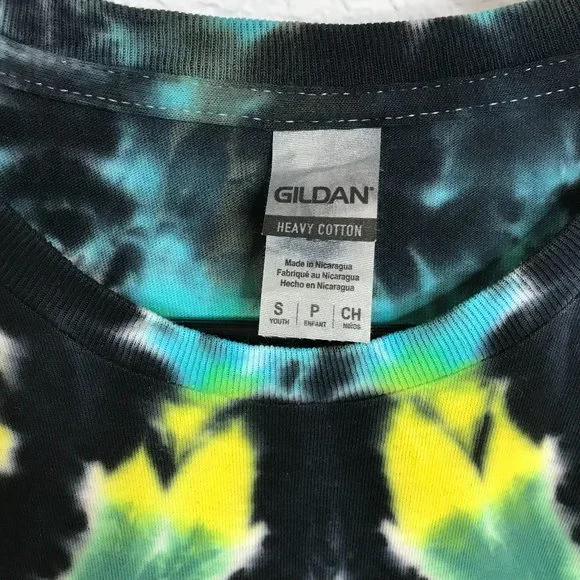 GILDAN
HEAVY COTTON
Made in Nicaragua
Fabriqué au Nicaragua
Hecho en Nicaragua
S P CH
YOUTH ENFANT NIÑOS